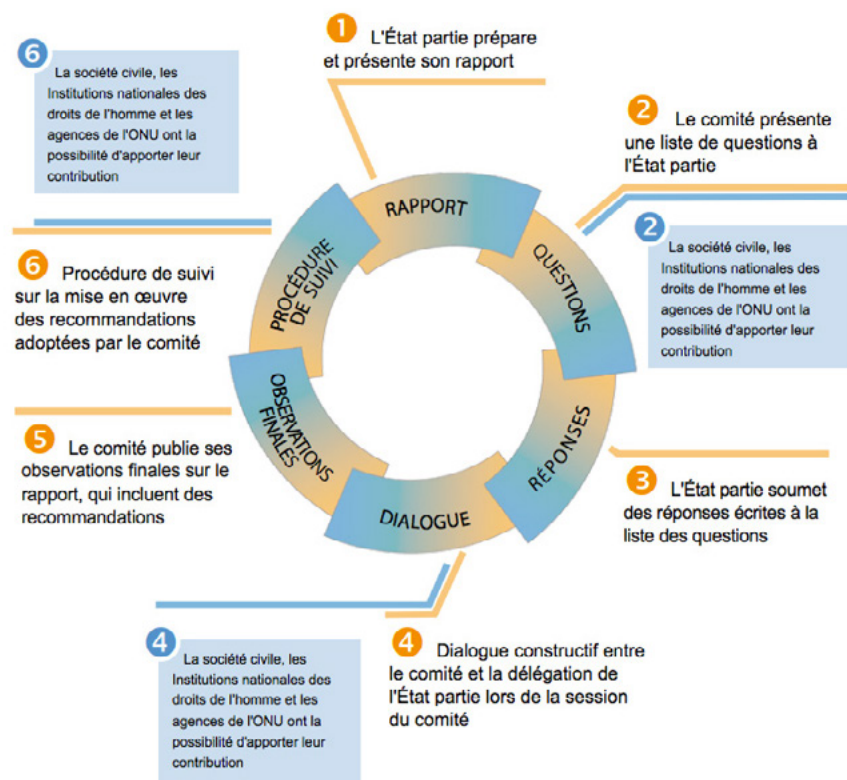 1 L'État partie prépare
et présente son rapport
6
La société civile, les
Institutions nationales des
droits de l'homme et les
agences de l'ONU ont la
possibilité d'apporter leur
contribution
2 Le comité présente
une liste de questions à
l'État partie
2
La société civile, les
Institutions nationales des
droits de l'homme et les
agences de l'ONU ont la
possibilité d'apporter leur
contribution
RAPPORT
QUESTIONS
RÉPONSES
DIALOGUE
OBSERVATIONS
FINALES
PROCÉDURE
DE SUIVI
6 Procédure de suivi
sur la mise en œuvre
des recommandations
adoptées par le comité
5 Le comité publie ses
observations finales sur le
rapport, qui incluent des
recommandations
3 L'État partie soumet
des réponses écrites à la
liste des questions
4
La société civile, les
Institutions nationales des
droits de l'homme et les
agences de l'ONU ont la
possibilité d'apporter leur
contribution
4 Dialogue constructif entre
le comité et la délégation de
l'État partie lors de la session
du comité